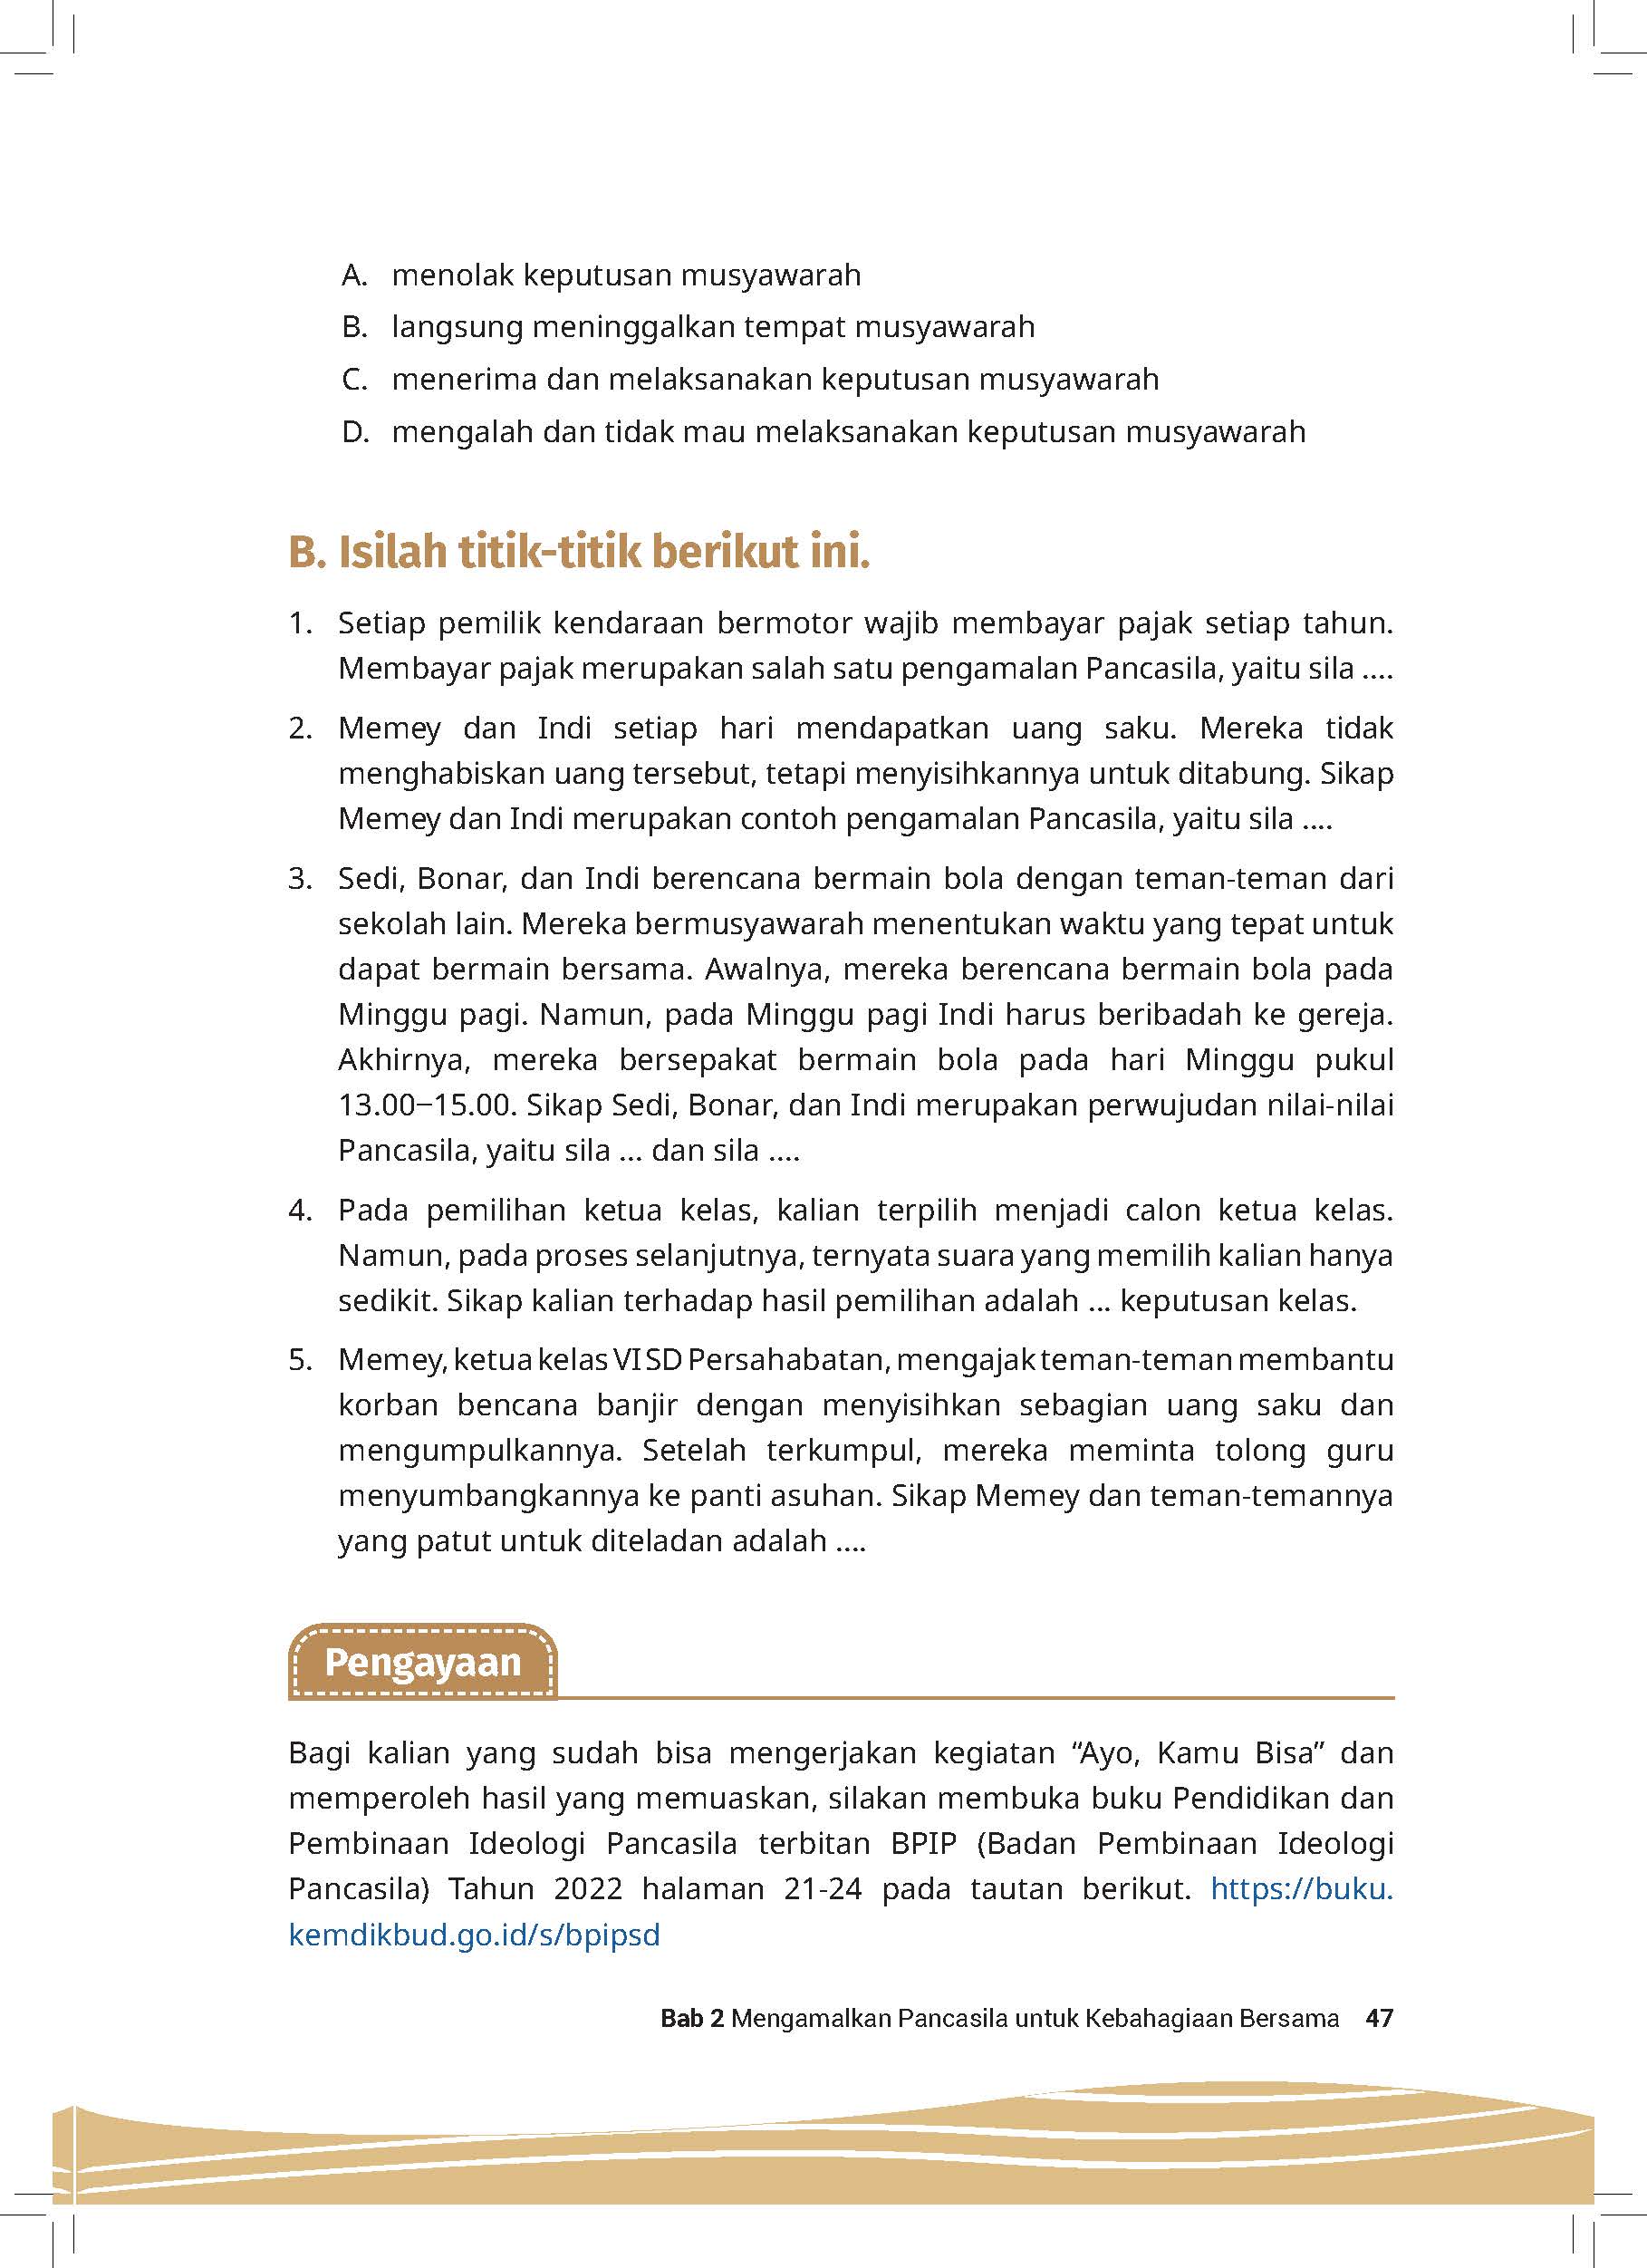 A. menolak keputusan musyawarah
B. langsung meninggalkan tempat musyawarah
C. menerima dan melaksanakan keputusan musyawarah
D. mengalah dan tidak mau melaksanakan keputusan musyawarah
B. Isilah titik-titik berikut ini.
1. Setiap pemilik kendaraan bermotor wajib membayar pajak setiap tahun.
Membayar pajak merupakan salah satu pengamalan Pancasila, yaitu sila ....
2. Memey dan Indi setiap hari mendapatkan uang saku. Mereka tidak
menghabiskan uang tersebut, tetapi menyisihkannya untuk ditabung. Sikap
Memey dan Indi merupakan contoh pengamalan Pancasila, yaitu sila ....
3. Sedi, Bonar, dan Indi berencana bermain bola dengan teman-teman dari
sekolah lain. Mereka bermusyawarah menentukan waktu yang tepat untuk
dapat bermain bersama. Awalnya, mereka berencana bermain bola pada
Minggu pagi. Namun, pada Minggu pagi Indi harus beribadah ke gereja.
Akhirnya, mereka bersepakat bermain bola pada hari Minggu pukul
13.00–15.00. Sikap Sedi, Bonar, dan Indi merupakan perwujudan nilai-nilai
Pancasila, yaitu sila ... dan sila ....
4. Pada pemilihan ketua kelas, kalian terpilih menjadi calon ketua kelas.
Namun, pada proses selanjutnya, ternyata suara yang memilih kalian hanya
sedikit. Sikap kalian terhadap hasil pemilihan adalah ... keputusan kelas.
5. Memey, ketua kelas VI SD Persahabatan, mengajak teman-teman membantu
korban bencana banjir dengan menyisihkan sebagian uang saku dan
mengumpulkannya. Setelah terkumpul, mereka meminta tolong guru
menyumbangkannya ke panti asuhan. Sikap Memey dan teman-temannya
yang patut untuk diteladan adalah ....
Pengayaan
Bagi kalian yang sudah bisa mengerjakan kegiatan “Ayo, Kamu Bisa” dan
memperoleh hasil yang memuaskan, silakan membuka buku Pendidikan dan
Pembinaan Ideologi Pancasila terbitan BPIP (Badan Pembinaan Ideologi
Pancasila) Tahun 2022 halaman 21-24 pada tautan berikut. https://buku.
kemdikbud.go.id/s/bpipsd
Bab 2 Mengamalkan Pancasila untuk Kebahagiaan Bersama 47